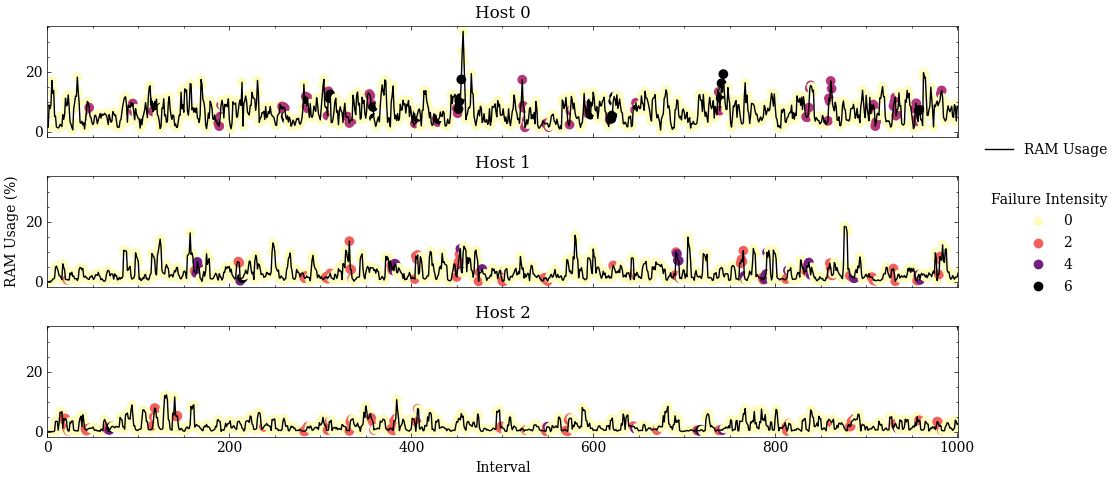 Host 0
20
0
Host 1
20
0
RAM Usage (%)
Host 2
20
0
0 200 400 600 800 1000
Interval
RAM Usage
Failure Intensity
0
2
4
6